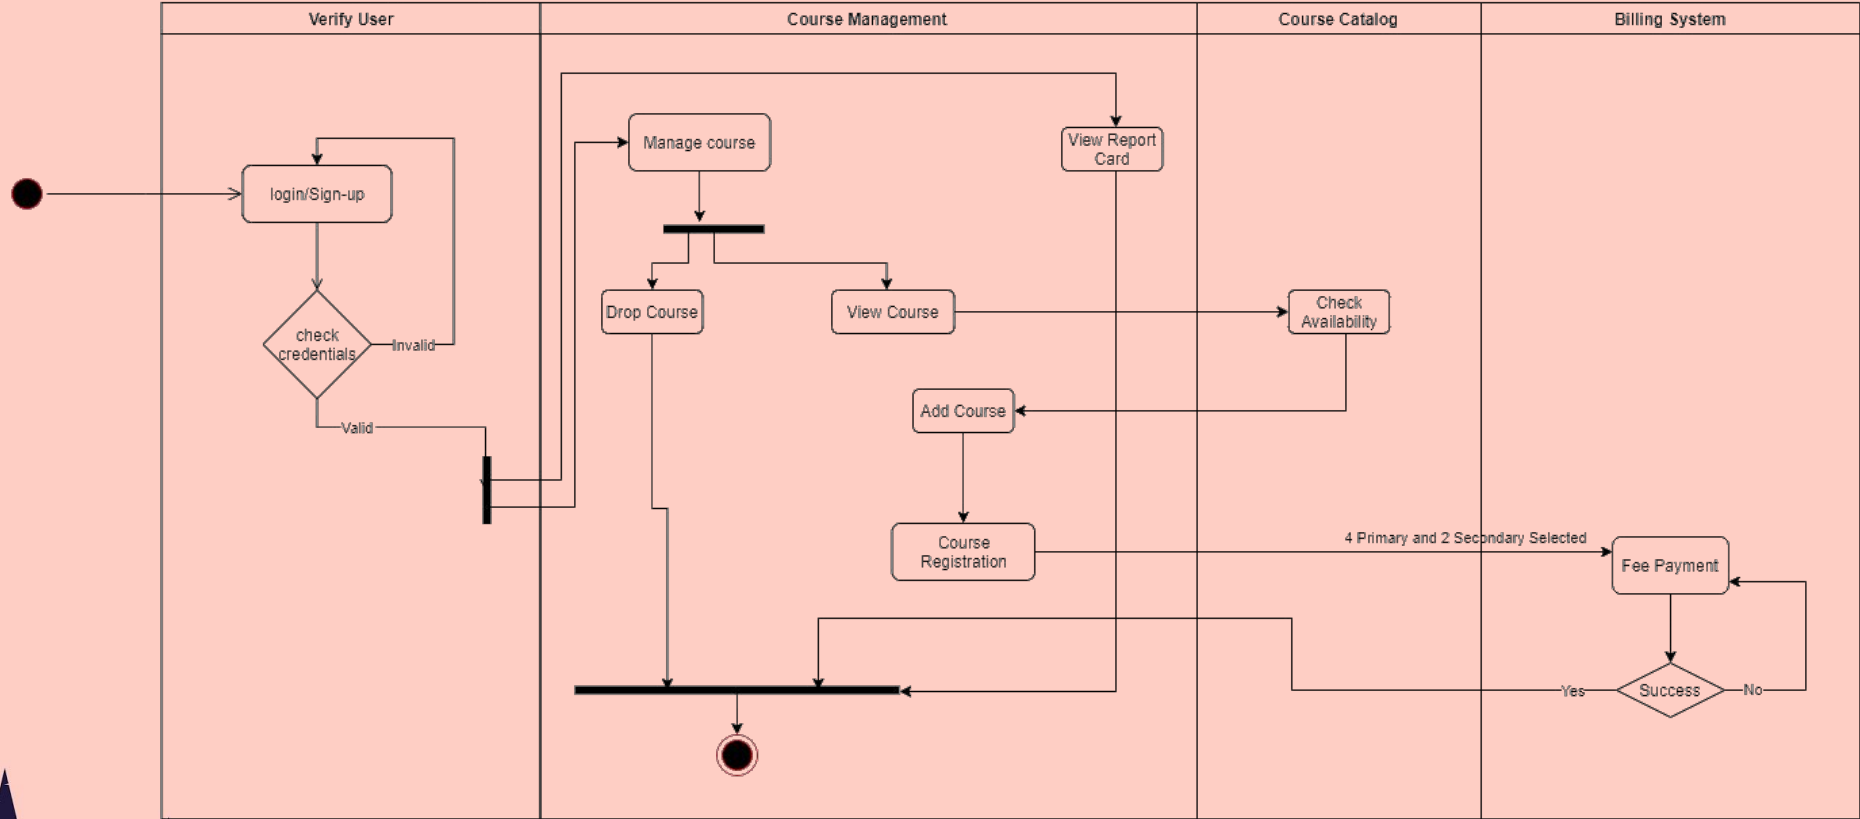 Verify User
Course Management
Course Catalog
Billing System
Manage course
View Report
Card
login/Sign-up
Drop Course
View Course
Check
Availability
check
credentials
Invalid
Add Course
Valid
Course
Registration
4 Primary and 2 Secondary Selected
Fee Payment
Yes
Success
No